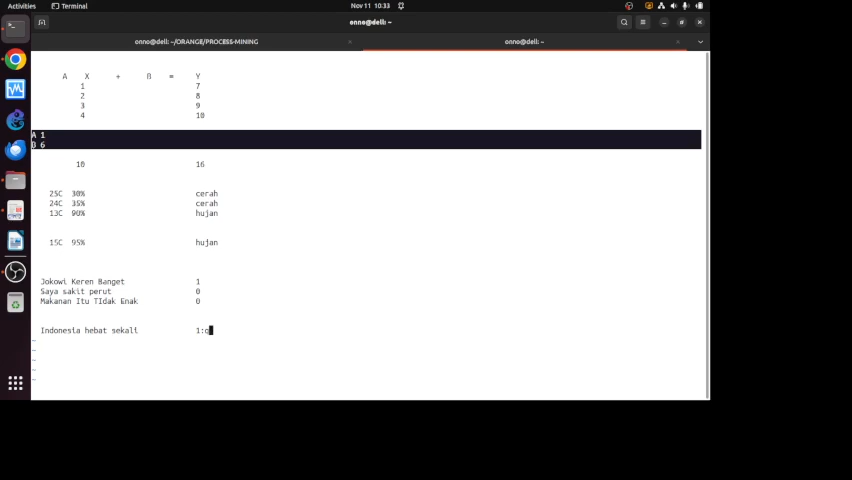 Activities Terminal Nov 11 10:33
onno@dell: ~
onno@dell: ~/ORANGE/PROCESS-MINING × onno@dell: ~ ×
A X + B = Y
1 7
2 8
3 9
4 10
A 1
B 6
10 16
25C 30% cerah
24C 35% cerah
13C 90% hujan
15C 95% hujan
Jokowi Keren Banget 1
Saya sakit perut 0
Makanan Itu TIdak Enak 0
Indonesia hebat sekali 1:q
~
~
~
~
~